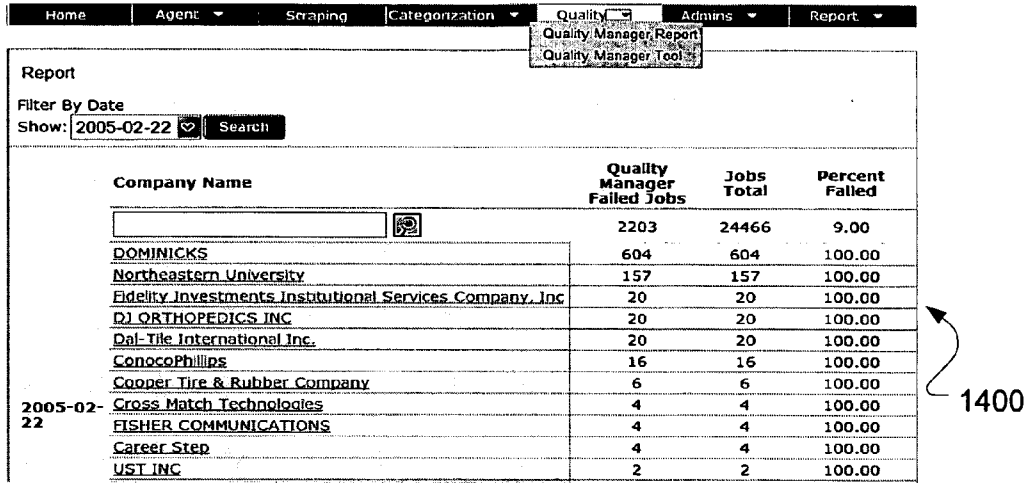 Home Agent Scraping Categorization Quality Admins Report
Quality Manager Report
Quality Manager Tool
Report
Filter By Date
Show: 2005-02-22 Search
Company Name Quality Manager Failed Jobs Jobs Total Percent Failed
2203 24466 9.00
DOMINICKS 604 604 100.00
Northeastern University 157 157 100.00
Fidelity Investments Institutional Services Company, Inc 20 20 100.00
DJ ORTHOPEDICS INC 20 20 100.00
Dal-Tile International Inc. 20 20 100.00
ConocoPhillips 16 16 100.00
Cooper Tire & Rubber Company 6 6 100.00
2005-02-22 Cross Match Technologies 4 4 100.00
FISHER COMMUNICATIONS 4 4 100.00
Career Step 4 4 100.00
UST INC 2 2 100.00
1400